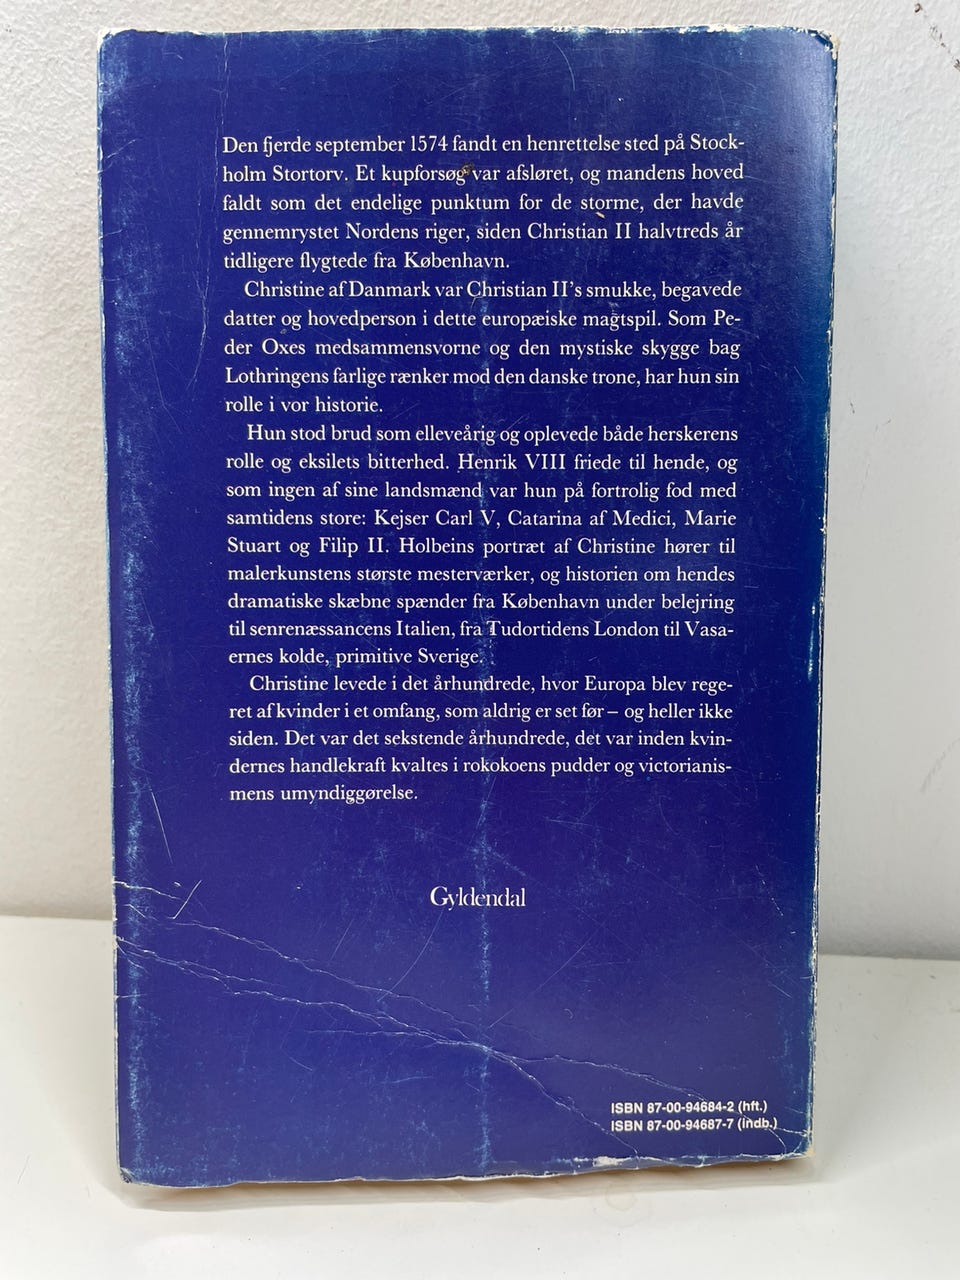 Den fjerde september 1574 fandt en henrettelse sted på Stock-
holm Stortorv. Et kupforsøg var afsløret, og mandens hoved
faldt som det endelige punktum for de storme, der havde
gennemrystet Nordens riger, siden Christian II halvtreds år
tidligere flygtede fra København.
Christine af Danmark var Christian II's smukke, begavede
datter og hovedperson i dette europæiske magtspil. Som Pe-
der Oxes medsammensvorne og den mystiske skygge bag
Lothringens farlige rænker mod den danske trone, har hun sin
rolle i vor historie.
Hun stod brud som elleveårig og oplevede både herskerens
rolle og eksilets bitterhed. Henrik VIII friede til hende, og
som ingen af sine landsmænd var hun på fortrolig fod med
samtidens store: Kejser Carl V, Catarina af Medici, Marie
Stuart og Filip II. Holbeins portræt af Christine hører til
malerkunstens største mesterværker, og historien om hendes
dramatiske skæbne spænder fra København under belejring
til senrenæssancens Italien, fra Tudortidens London til Vasa-
ernes kolde, primitive Sverige.
Christine levede i det århundrede, hvor Europa blev rege-
ret af kvinder i et omfang, som aldrig er set før – og heller ikke
siden. Det var det sekstende århundrede, det var inden kvin-
dernes handlekraft kvaltes i rokokoens pudder og victorianis-
mens umyndiggørelse.
Gyldendal
ISBN 87-00-94684-2 (hft.)
ISBN 87-00-94687-7 (indb.)